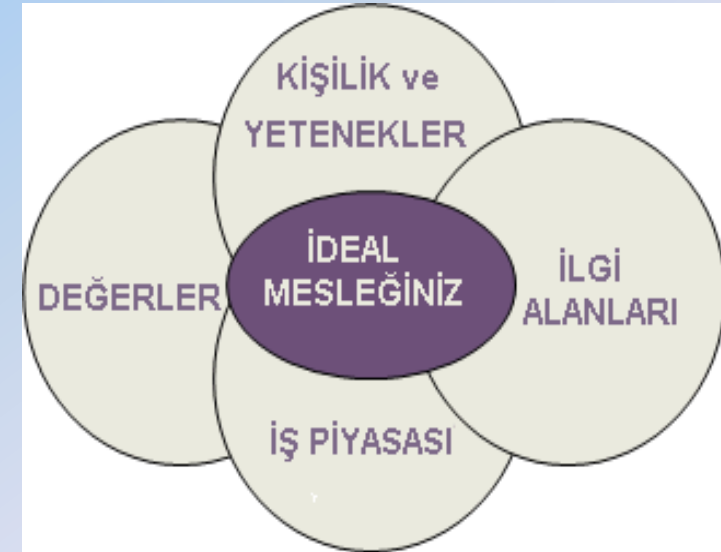 KİŞİLİK ve
YETENEKLER
DEĞERLER
İDEAL
MESLEĞİNİZ
İLGİ
ALANLARI
İŞ PİYASASI